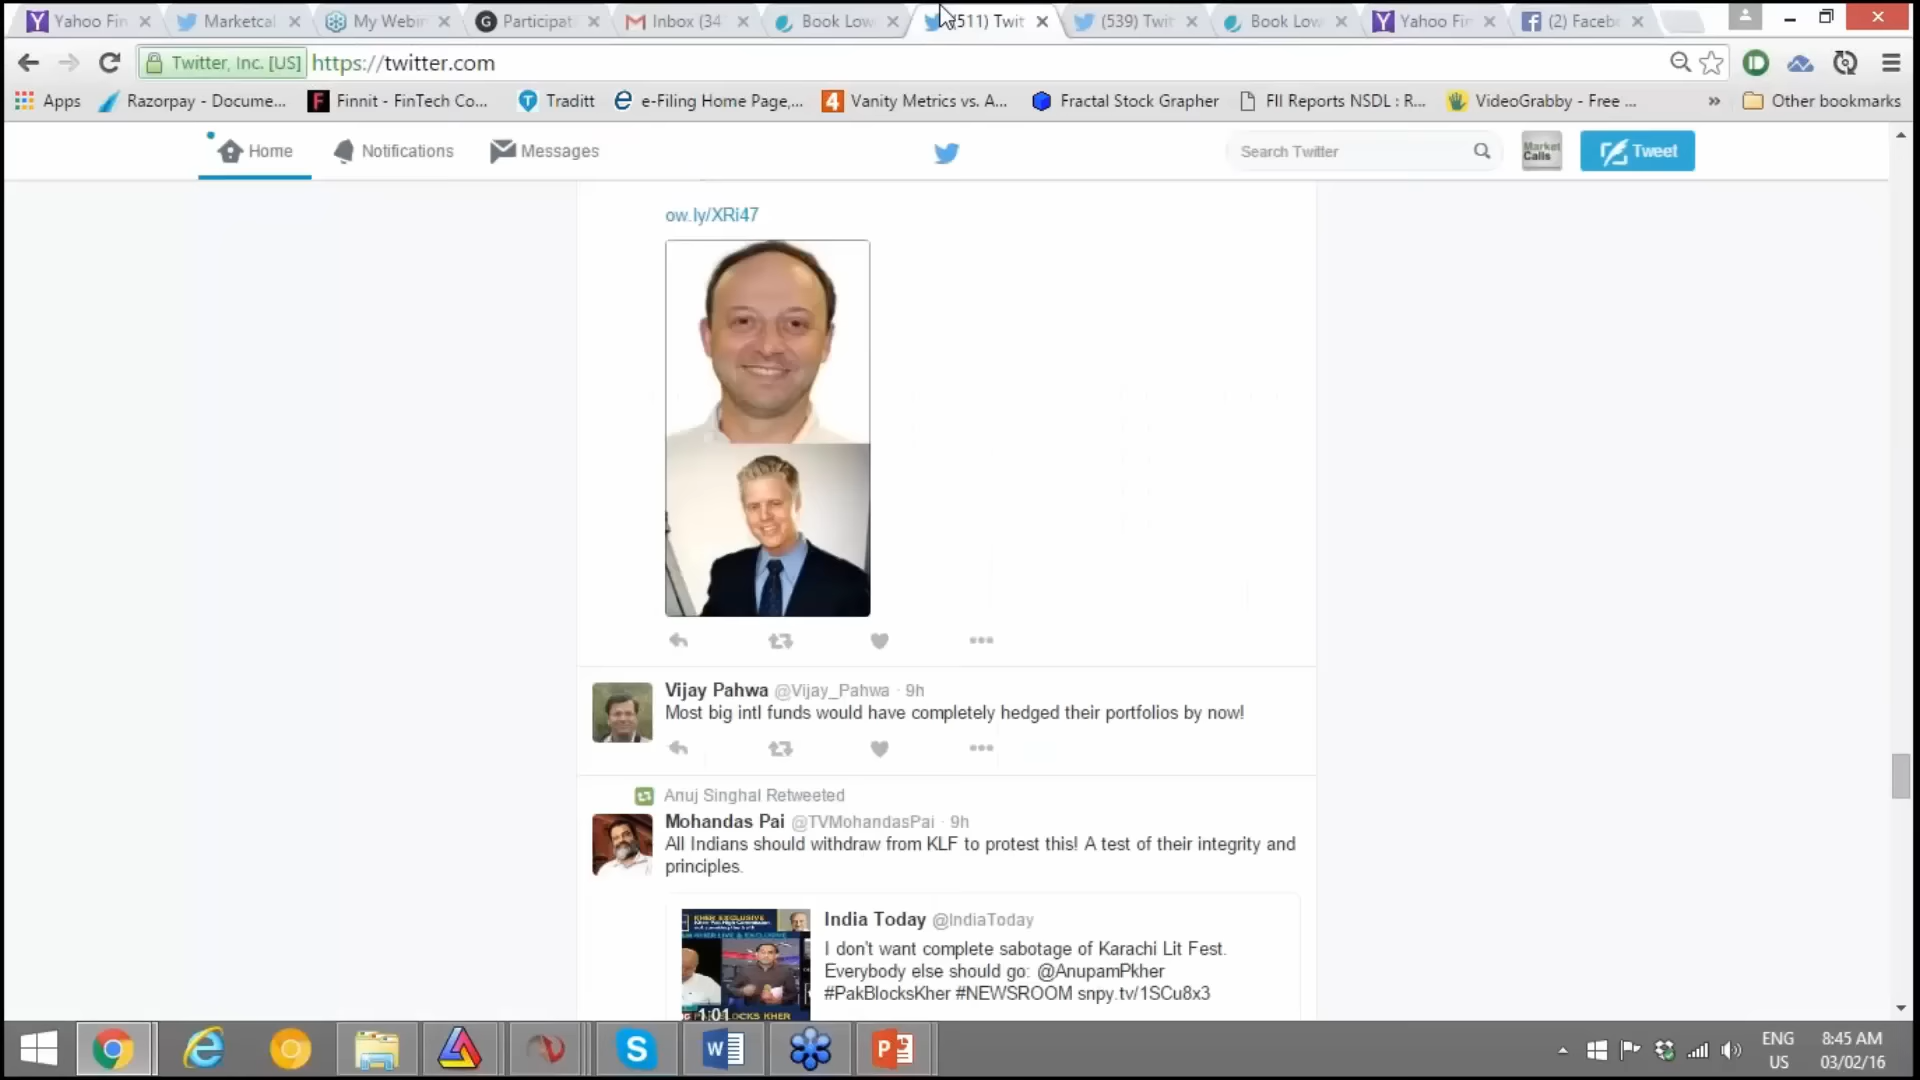 Yahoo Fin
Marketcal
My Webin
Participat
Inbox (34
Book Low
(511) Twit
(539) Twit
Book Low
Yahoo Fin
(2) Faceb
Twitter, Inc. [US]
https://twitter.com
Apps
Razorpay - Docume...
Finnit - FinTech Co...
Traditt
e-Filing Home Page,...
Vanity Metrics vs. A...
Fractal Stock Grapher
FII Reports NSDL : R...
VideoGrabby - Free ...
» Other bookmarks
Home
Notifications
Messages
Search Twitter
Market
Calls
Tweet
ow.ly/XRi47
Vijay Pahwa @Vijay_Pahwa · 9h
Most big intl funds would have completely hedged their portfolios by now!
Anuj Singhal Retweeted
Mohandas Pai @TVMohandasPai · 9h
All Indians should withdraw from KLF to protest this! A test of their integrity and
principles.
KHER EXCLUSIVE
India Today @IndiaToday
I don't want complete sabotage of Karachi Lit Fest.
Everybody else should go: @AnupamPkher
#PakBlocksKher #NEWSROOM snpy.tv/1SCu8x3
1:01
ENG
US
8:45 AM
03/02/16